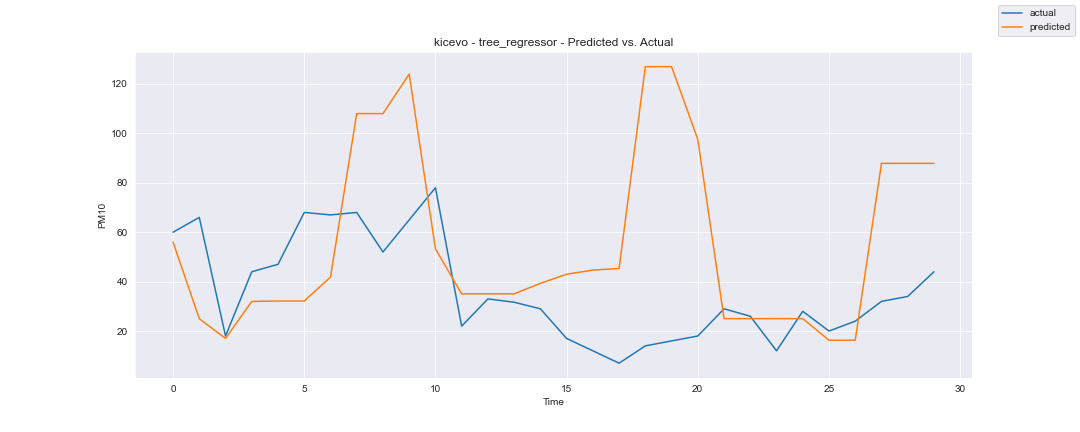 actual
predicted
kicevo - tree_regressor - Predicted vs. Actual
120
100
80
60
40
20
PM10
0 5 10 15 20 25 30
Time